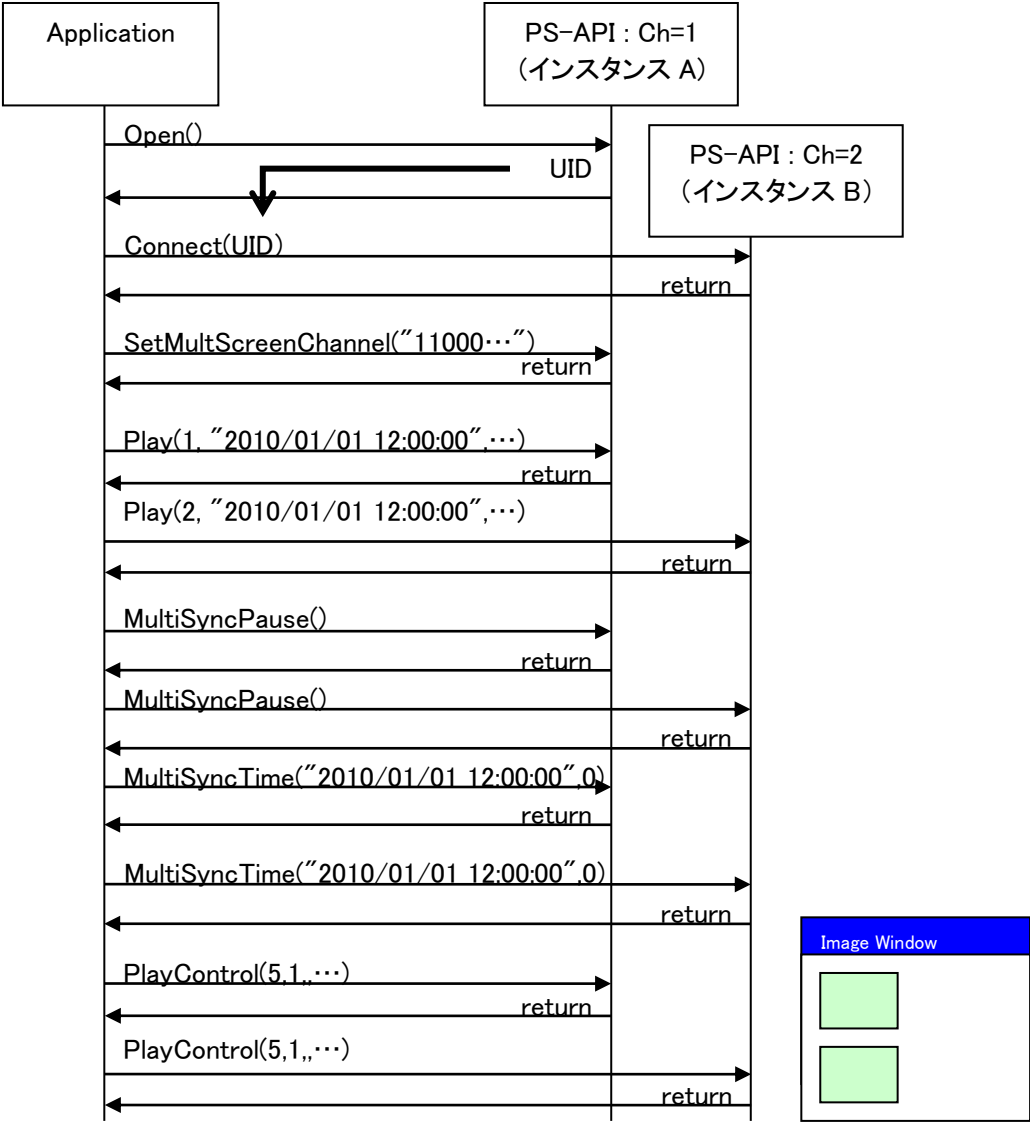 Application
PS-API : Ch=1
（インスタンス A）
Open()
UID
PS-API : Ch=2
（インスタンス B）
Connect(UID)
return
SetMultScreenChannel("11000･･･")
return
Play(1, "2010/01/01 12:00:00",･･･)
return
Play(2, "2010/01/01 12:00:00",･･･)
return
MultiSyncPause()
return
MultiSyncPause()
return
MultiSyncTime("2010/01/01 12:00:00",0)
return
MultiSyncTime("2010/01/01 12:00:00",0)
return
Image Window
PlayControl(5,1,,･･･)
return
PlayControl(5,1,,･･･)
return